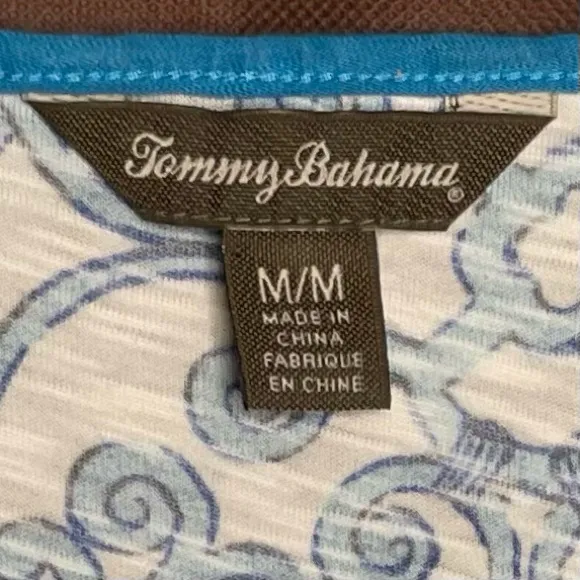 Tommy Bahama®
M/M
MADE IN
CHINA
FABRIQUE
EN CHINE